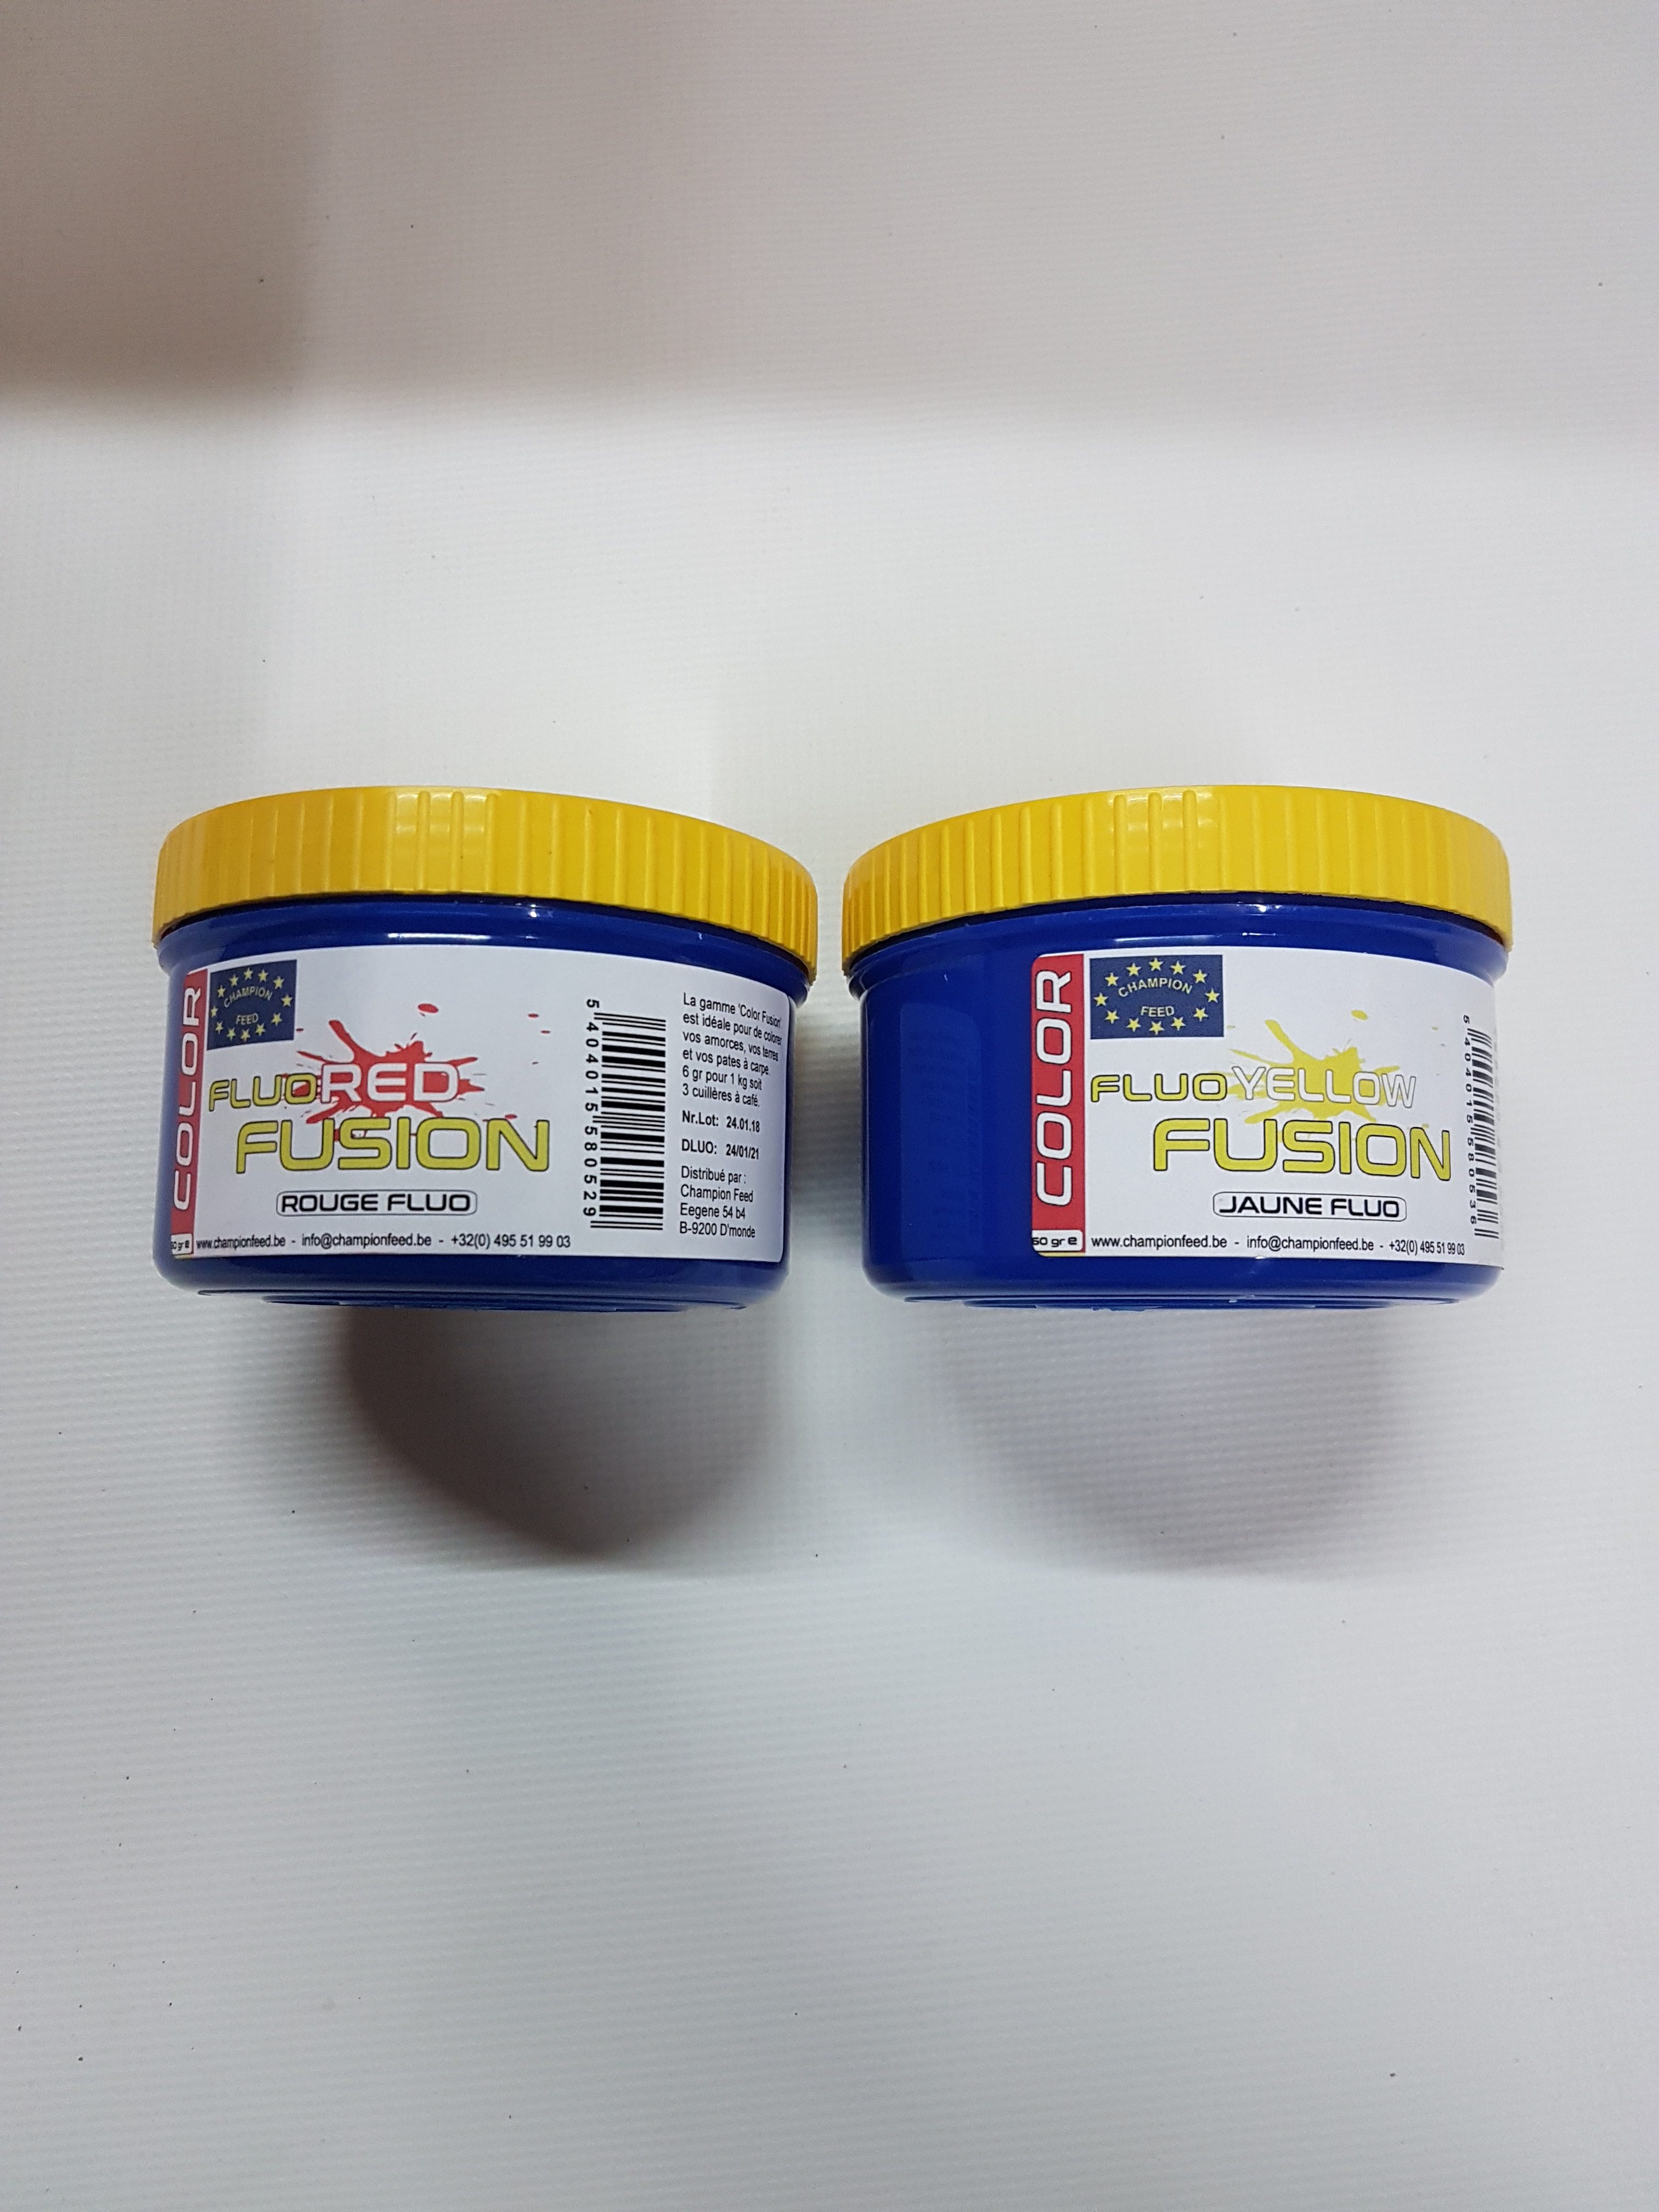 COLOR
CHAMPION
FEED
FLUO RED
FUSION
ROUGE FLUO
www.championfeed.be - info@championfeed.be - +32(0) 495 51 99 03
5 404015 580529
La gamme 'Color Fusion'
est idéale pour de colorer
vos amorces, vos terres
et vos pates à carpe.
6 gr pour 1 kg soit
3 cuillères à café.
Nr.Lot: 24.01.18
DLUO: 24/01/21
Distribué par :
Champion Feed
Eegene 54 b4
B-9200 D'monde
COLOR
CHAMPION
FEED
FLUO YELLOW
FUSION
JAUNE FLUO
gr e www.championfeed.be - info@championfeed.be - +32(0) 495 51 99 03
5 404015 580536